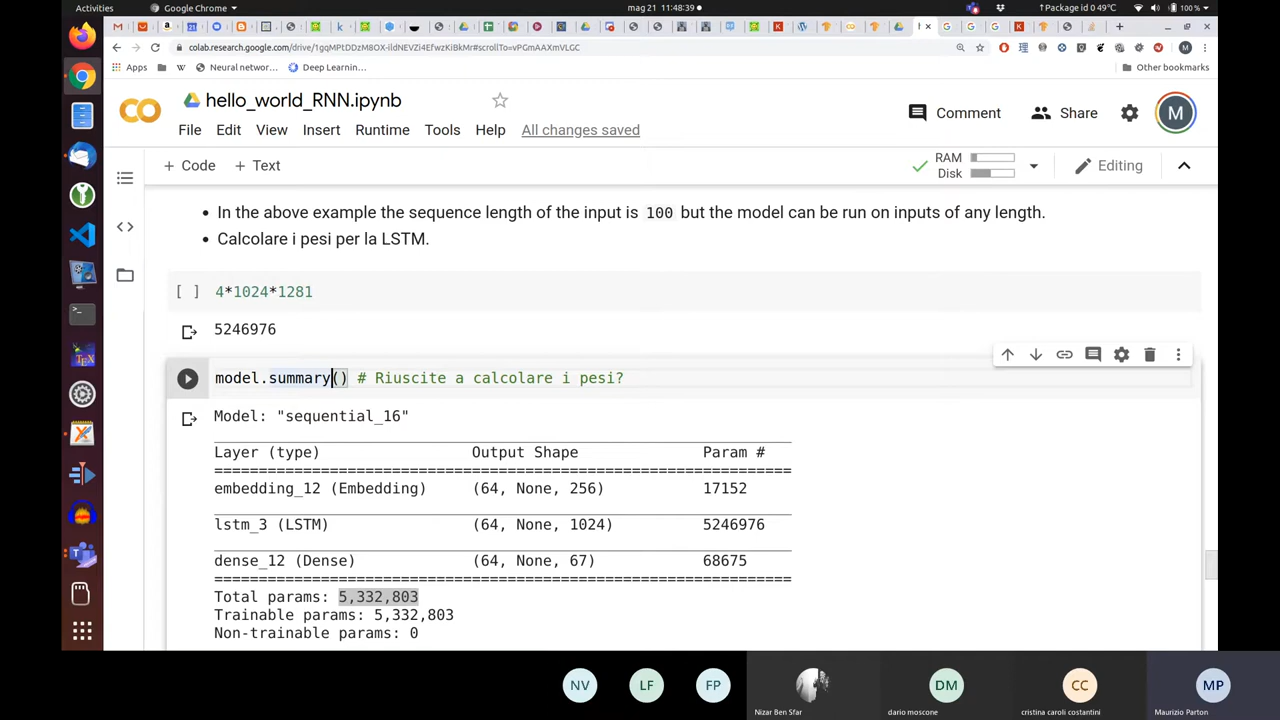 Activities
Google Chrome
mag 21 11:48:39
Package id 0 49°C
100 %
colab.research.google.com/drive/1gqMPtDDzM8OX-ildNEVZi4EfwzKiBkMr#scrollTo=vPGmAAXmVLGC
Apps
W
Neural networ...
Deep Learnin...
Other bookmarks
hello_world_RNN.ipynb
Comment
Share
M
File Edit View Insert Runtime Tools Help All changes saved
+ Code + Text
RAM
Disk
Editing
In the above example the sequence length of the input is 100 but the model can be run on inputs of any length.
Calcolare i pesi per la LSTM.
[ ] 4*1024*1281
5246976
model.summary() # Riuscite a calcolare i pesi?
Model: "sequential_16"
Layer (type) Output Shape Param #
=================================================================
embedding_12 (Embedding) (64, None, 256) 17152
lstm_3 (LSTM) (64, None, 1024) 5246976
dense_12 (Dense) (64, None, 67) 68675
=================================================================
Total params: 5,332,803
Trainable params: 5,332,803
Non-trainable params: 0
NV
LF
FP
DM
CC
MP
Nizar Ben Sfar
dario moscone
cristina caroli costantini
Maurizio Parton